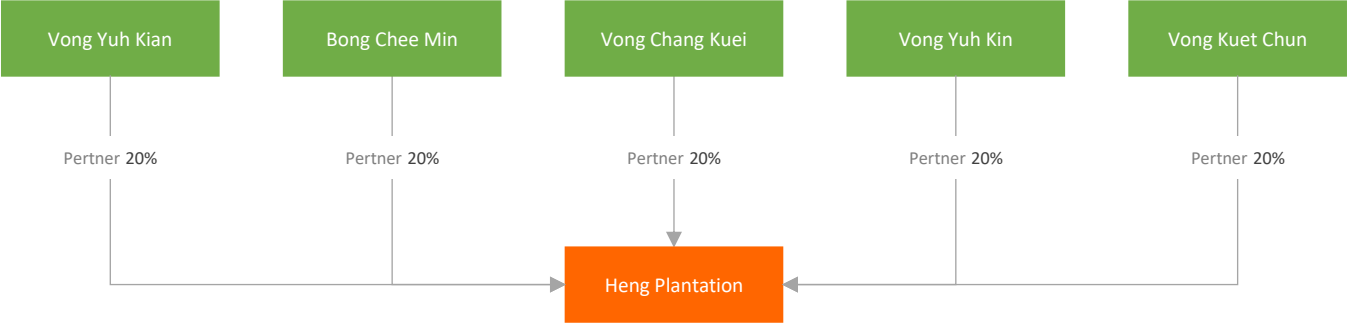 Vong Yuh Kian
Bong Chee Min
Vong Chang Kuei
Vong Yuh Kin
Vong Kuet Chun
Pertner 20%
Pertner 20%
Pertner 20%
Pertner 20%
Pertner 20%
Heng Plantation